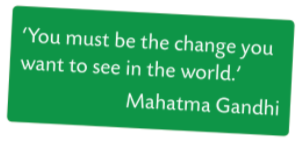 ‘You must be the change you
want to see in the world.’
Mahatma Gandhi